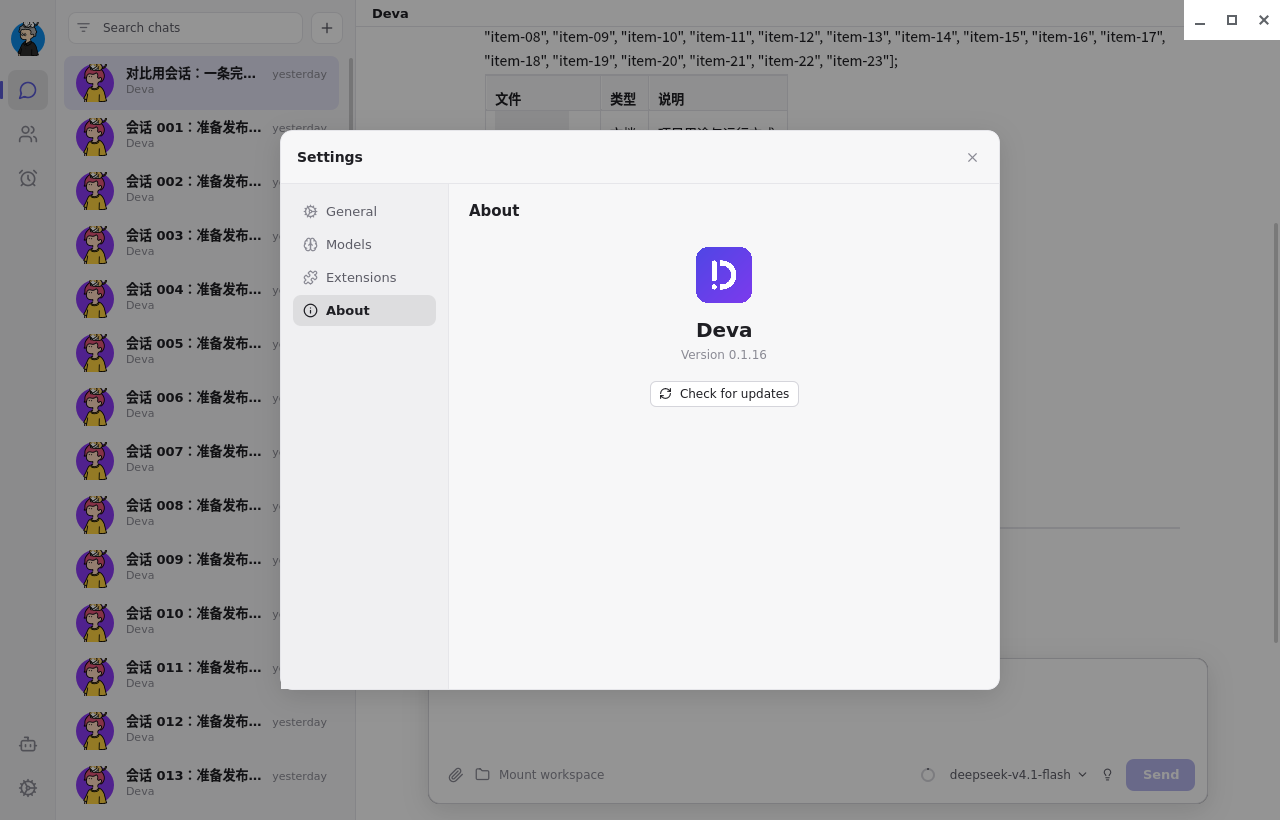 Search chats
对比用会话：一条完...
yesterday
Deva
会话 001：准备发布...
yesterday
Deva
会话 002：准备发布...
Deva
会话 003：准备发布...
Deva
会话 004：准备发布...
Deva
会话 005：准备发布...
Deva
会话 006：准备发布...
Deva
会话 007：准备发布...
Deva
会话 008：准备发布...
Deva
会话 009：准备发布...
Deva
会话 010：准备发布...
Deva
会话 011：准备发布...
Deva
会话 012：准备发布...
yesterday
Deva
会话 013：准备发布...
yesterday
Deva
Deva
"item-08", "item-09", "item-10", "item-11", "item-12", "item-13", "item-14", "item-15", "item-16", "item-17",
"item-18", "item-19", "item-20", "item-21", "item-22", "item-23"];
文件 类型 说明
Settings
General
Models
Extensions
About
About
Deva
Version 0.1.16
Check for updates
Mount workspace
deepseek-v4.1-flash
Send